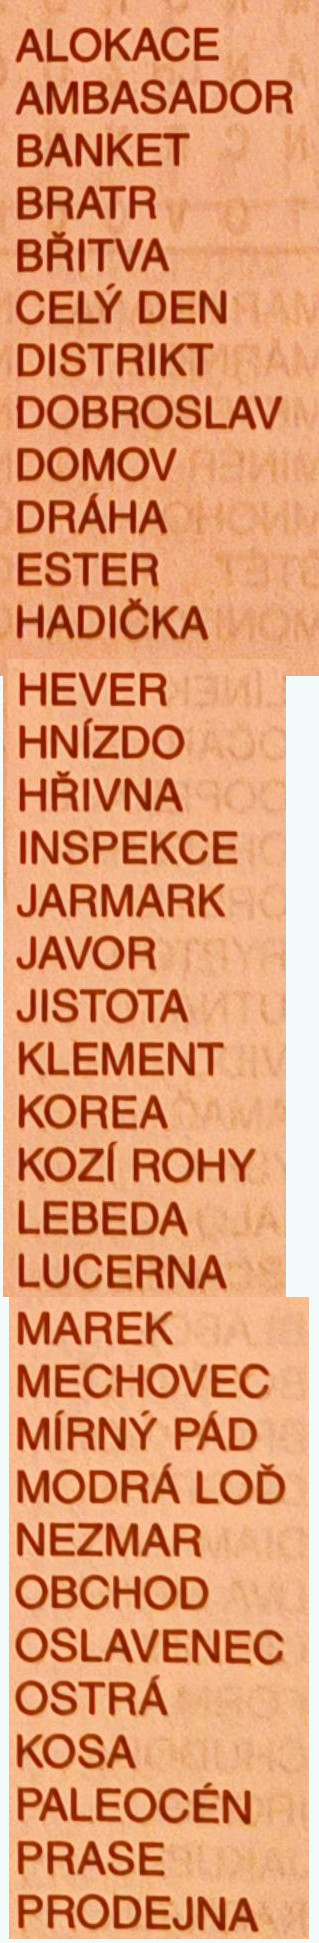 ALOKACE
AMBASADOR
BANKET
BRATR
BŘITVA
CELÝ DEN
DISTRIKT
DOBROSLAV
DOMOV
DRÁHA
ESTER
HADIČKA
HEVER
HNÍZDO
HŘIVNA
INSPEKCE
JARMARK
JAVOR
JISTOTA
KLEMENT
KOREA
KOZÍ ROHY
LEBEDA
LUCERNA
MAREK
MECHOVEC
MÍRNÝ PÁD
MODRÁ LOĎ
NEZMAR
OBCHOD
OSLAVENEC
OSTRÁ
KOSA
PALEOCÉN
PRASE
PRODEJNA